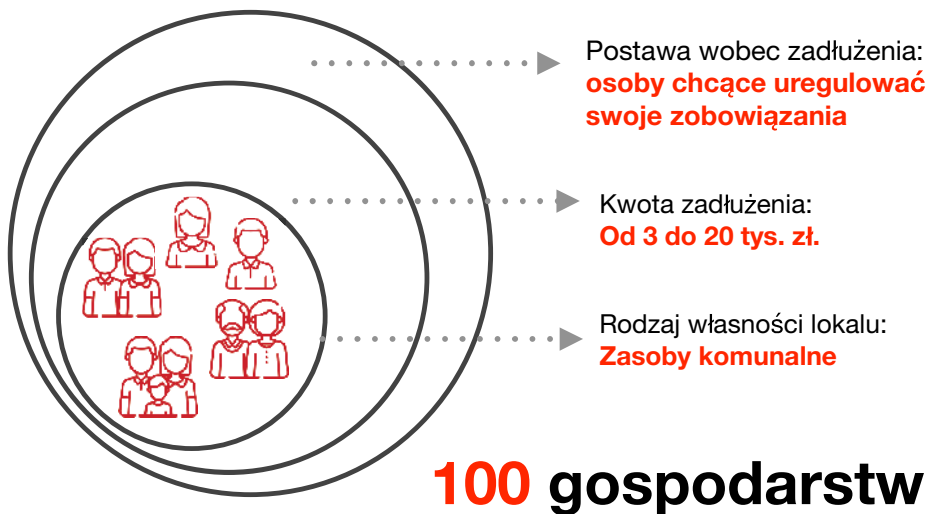 Postawa wobec zadłużenia:
osoby chcące uregulować
swoje zobowiązania
Kwota zadłużenia:
Od 3 do 20 tys. zł.
Rodzaj własności lokalu:
Zasoby komunalne
100 gospodarstw